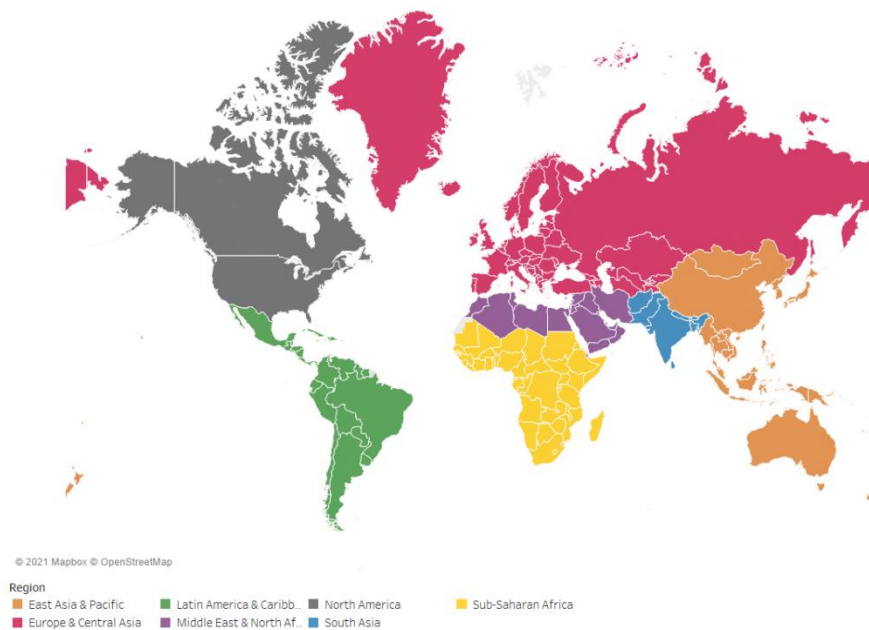 © 2021 Mapbox © OpenStreetMap
Region
East Asia & Pacific
Latin America & Caribb..
North America
Sub-Saharan Africa
Europe & Central Asia
Middle East & North Af..
South Asia